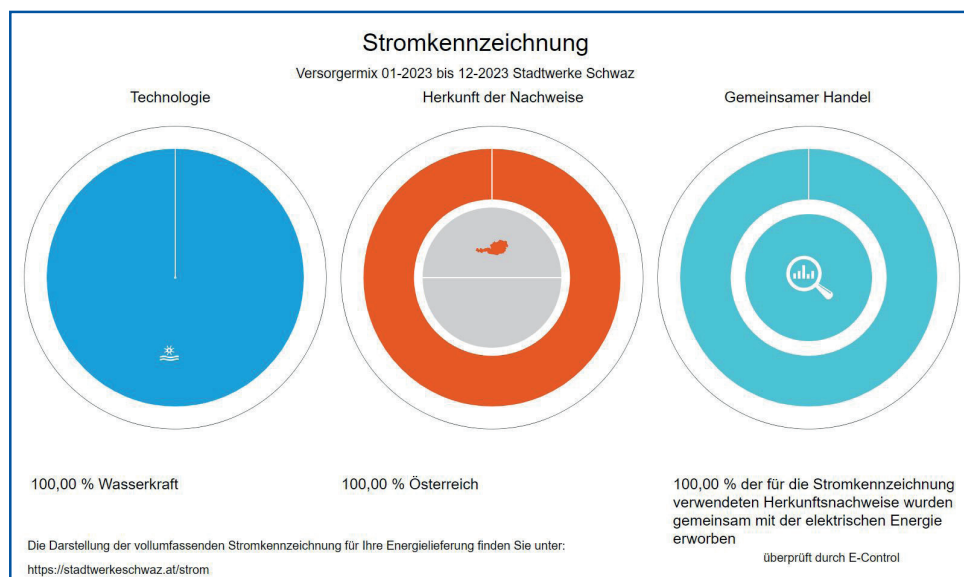 Stromkennzeichnung
Versorgermix 01-2023 bis 12-2023 Stadtwerke Schwaz
Technologie
Herkunft der Nachweise
Gemeinsamer Handel
100,00 % Wasserkraft
100,00 % Österreich
100,00 % der für die Stromkennzeichnung
verwendeten Herkunftsnachweise wurden
gemeinsam mit der elektrischen Energie
erworben
überprüft durch E-Control
Die Darstellung der vollumfassenden Stromkennzeichnung für Ihre Energielieferung finden Sie unter:
https://stadtwerkeschwaz.at/strom